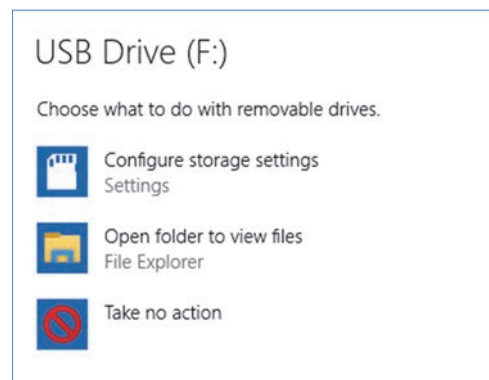 USB Drive (F:)
Choose what to do with removable drives.
Configure storage settings
Settings
Open folder to view files
File Explorer
Take no action